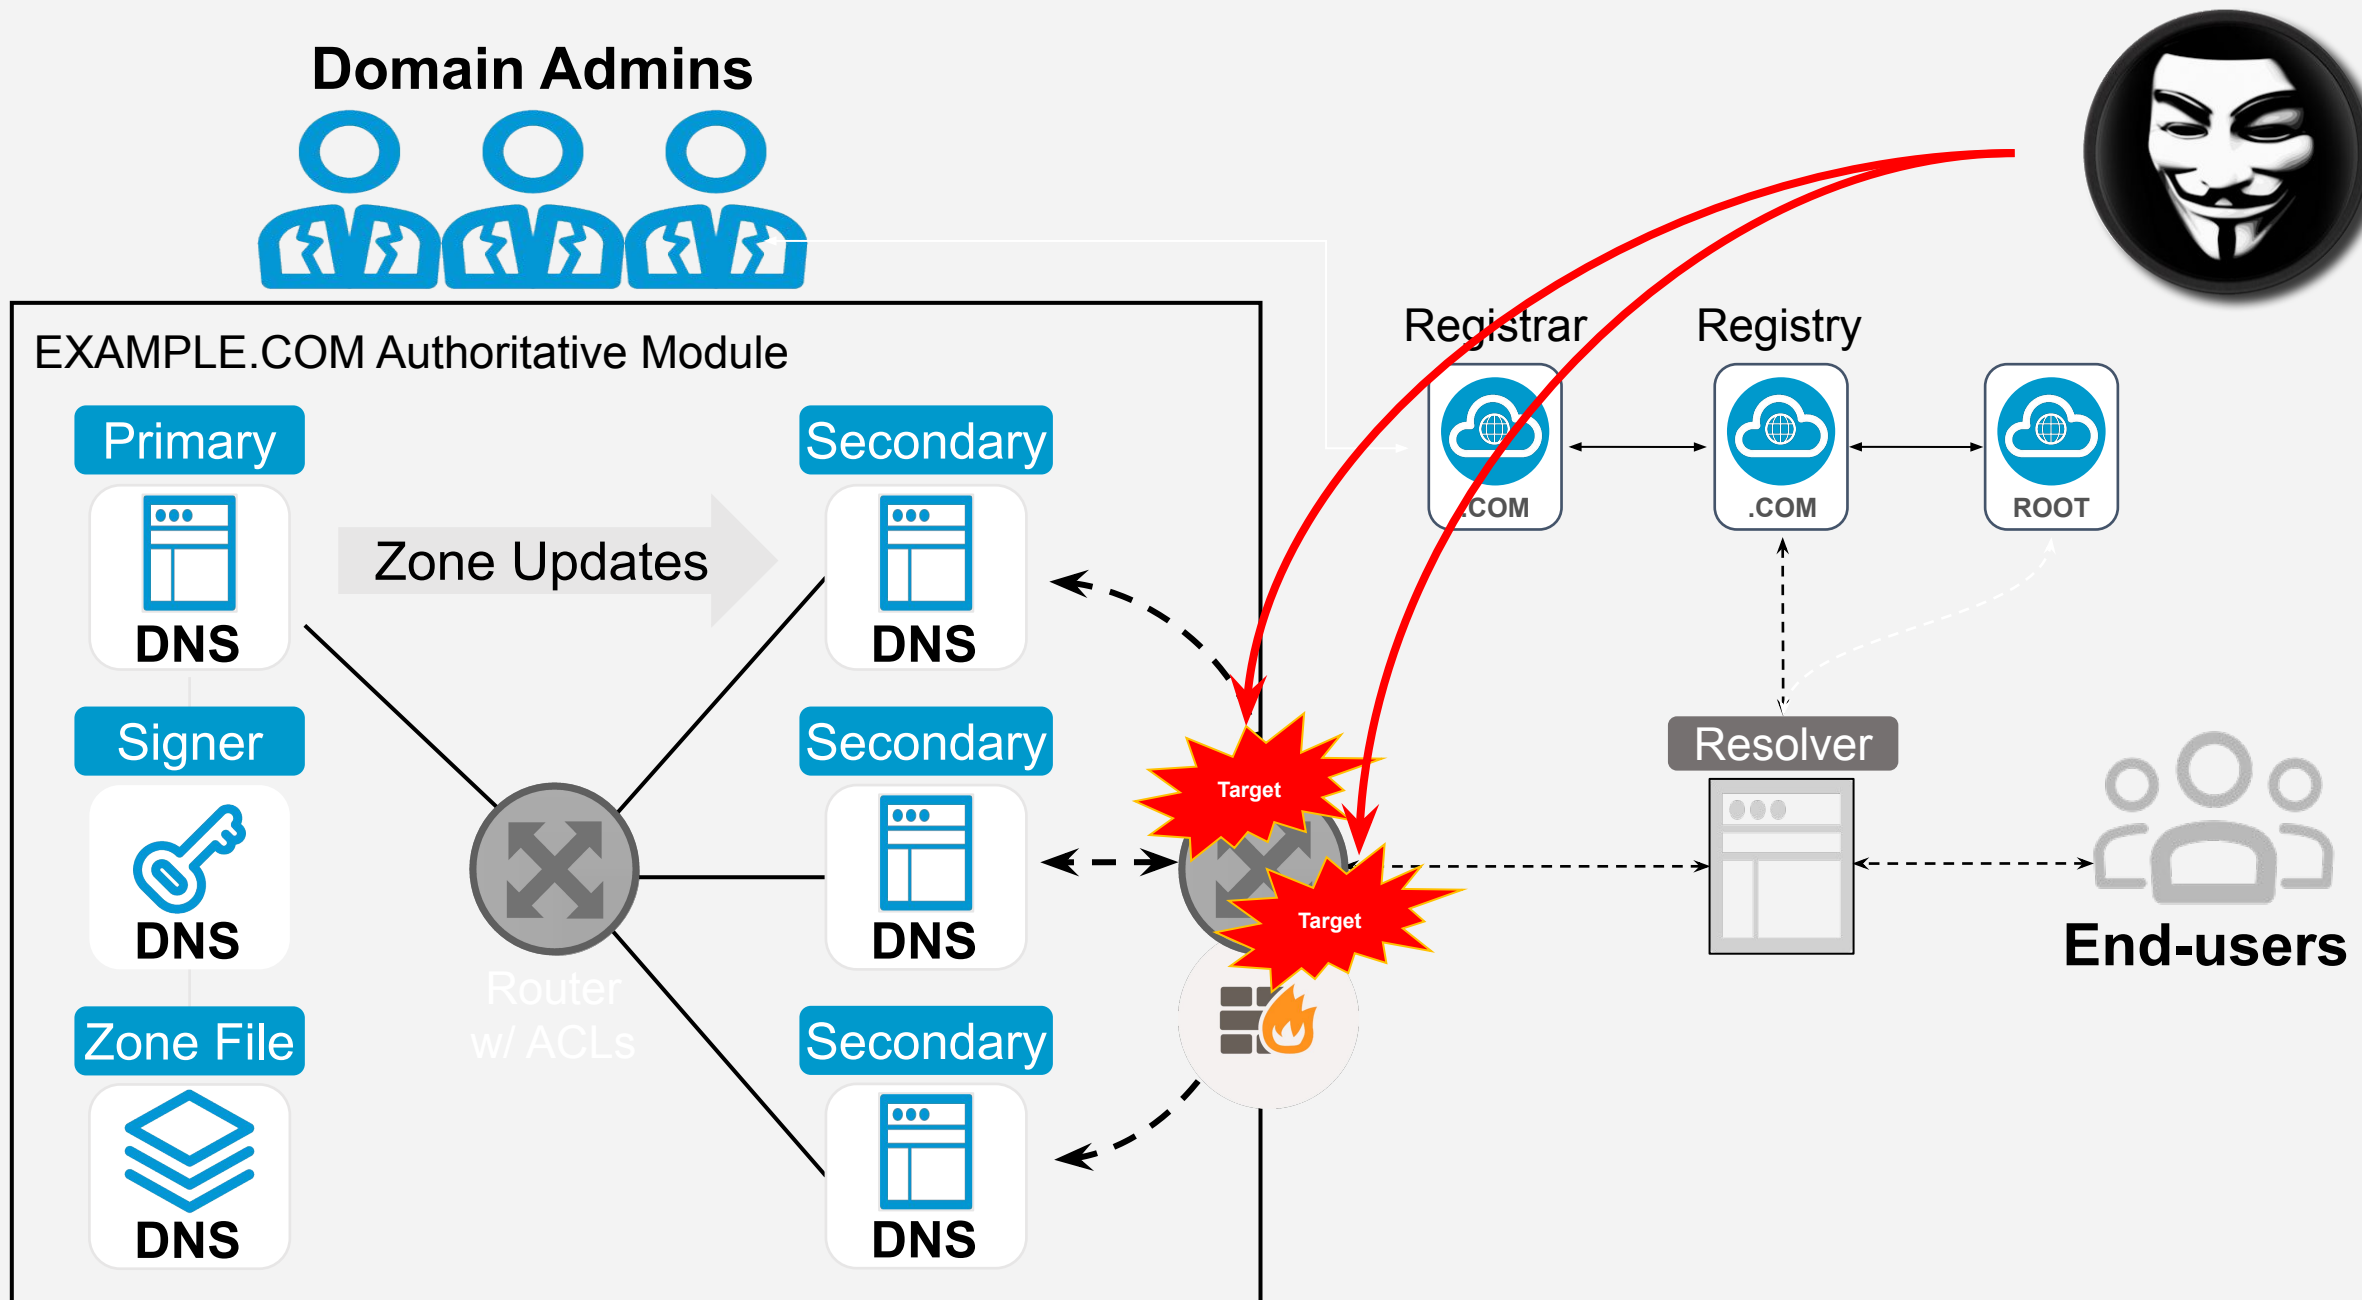 Domain Admins
EXAMPLE.COM Authoritative Module
Registrar
Registry
.COM
.COM
ROOT
Primary
DNS
Zone Updates
Secondary
DNS
Signer
DNS
Secondary
DNS
Router
w/ ACLs
Zone File
DNS
Secondary
DNS
Target
Target
Resolver
End-users